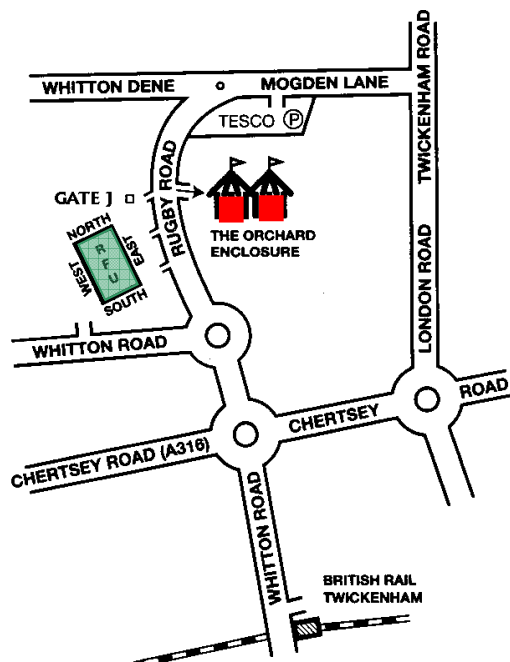 TWICKENHAM ROAD
WHITTON DENE
MOGDEN LANE
TESCO P
RUGBY ROAD
GATE J
NORTH
EAST
WEST
SOUTH
RFU
THE ORCHARD
ENCLOSURE
LONDON ROAD
WHITTON ROAD
CHERTSEY
ROAD
CHERTSEY ROAD (A316)
WHITTON ROAD
BRITISH RAIL
TWICKENHAM